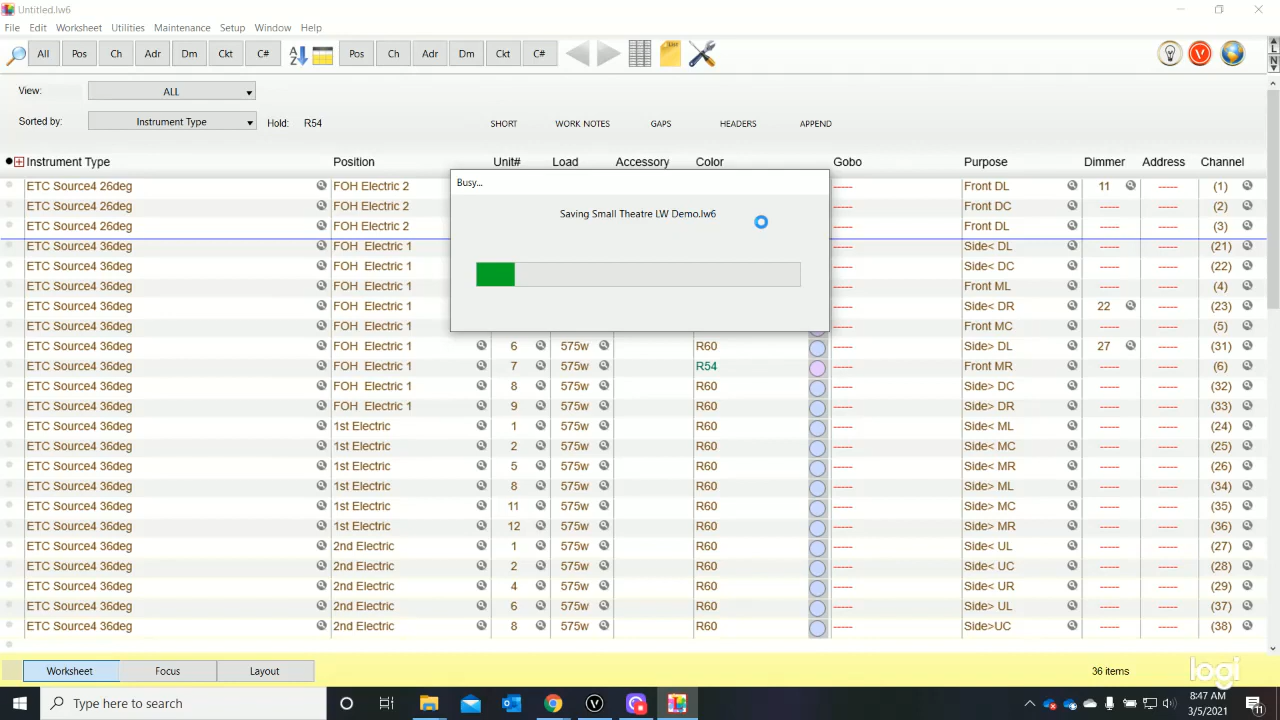 Untitled.lw6
File Edit Worksheet Utilities Maintenance Setup Window Help
All Pos Ch Adr Dm Ckt C# Pos Ch Adr Dm Ckt C#
View: ALL
Sorted by: Instrument Type Hold: R54 SHORT WORK NOTES GAPS HEADERS APPEND
Instrument Type Position Unit# Load Accessory Color Gobo Purpose Dimmer Address Channel
Busy...
Saving Small Theatre LW Demo.lw6
ETC Source4 26deg FOH Electric 2 ----- Front DL 11 ----- (1)
ETC Source4 26deg FOH Electric 2 ----- Front DC ----- ----- (2)
ETC Source4 26deg FOH Electric 2 ----- Front DL ----- ----- (3)
ETC Source4 36deg FOH Electric 1 ----- Side< DL ----- ----- (21)
ETC Source4 36deg FOH Electric 1 ----- Side< DC ----- ----- (22)
ETC Source4 36deg FOH Electric 1 ----- Front ML ----- ----- (4)
ETC Source4 36deg FOH Electric 1 ----- Side< DR 22 ----- (23)
ETC Source4 36deg FOH Electric 1 ----- Front MC ----- ----- (5)
ETC Source4 36deg FOH Electric 1 6 575w R60 ----- Side> DL 27 ----- (31)
ETC Source4 36deg FOH Electric 1 7 575w R54 ----- Front MR ----- ----- (6)
ETC Source4 36deg FOH Electric 1 8 575w R60 ----- Side> DC ----- ----- (32)
ETC Source4 36deg FOH Electric 1 9 575w R60 ----- Side> DR ----- ----- (33)
ETC Source4 36deg 1st Electric 1 575w R60 ----- Side< ML ----- ----- (24)
ETC Source4 36deg 1st Electric 2 575w R60 ----- Side< MC ----- ----- (25)
ETC Source4 36deg 1st Electric 5 575w R60 ----- Side< MR ----- ----- (26)
ETC Source4 36deg 1st Electric 8 575w R60 ----- Side> ML ----- ----- (34)
ETC Source4 36deg 1st Electric 11 575w R60 ----- Side> MC ----- ----- (35)
ETC Source4 36deg 1st Electric 12 575w R60 ----- Side> MR ----- ----- (36)
ETC Source4 36deg 2nd Electric 1 575w R60 ----- Side< UL ----- ----- (27)
ETC Source4 36deg 2nd Electric 2 575w R60 ----- Side< UC ----- ----- (28)
ETC Source4 36deg 2nd Electric 4 575w R60 ----- Side< UR ----- ----- (29)
ETC Source4 36deg 2nd Electric 6 575w R60 ----- Side> UL ----- ----- (37)
ETC Source4 36deg 2nd Electric 8 575w R60 ----- Side>UC ----- ----- (38)
Worksheet Focus Layout 36 items
Type here to search
8:47 AM
3/5/2021